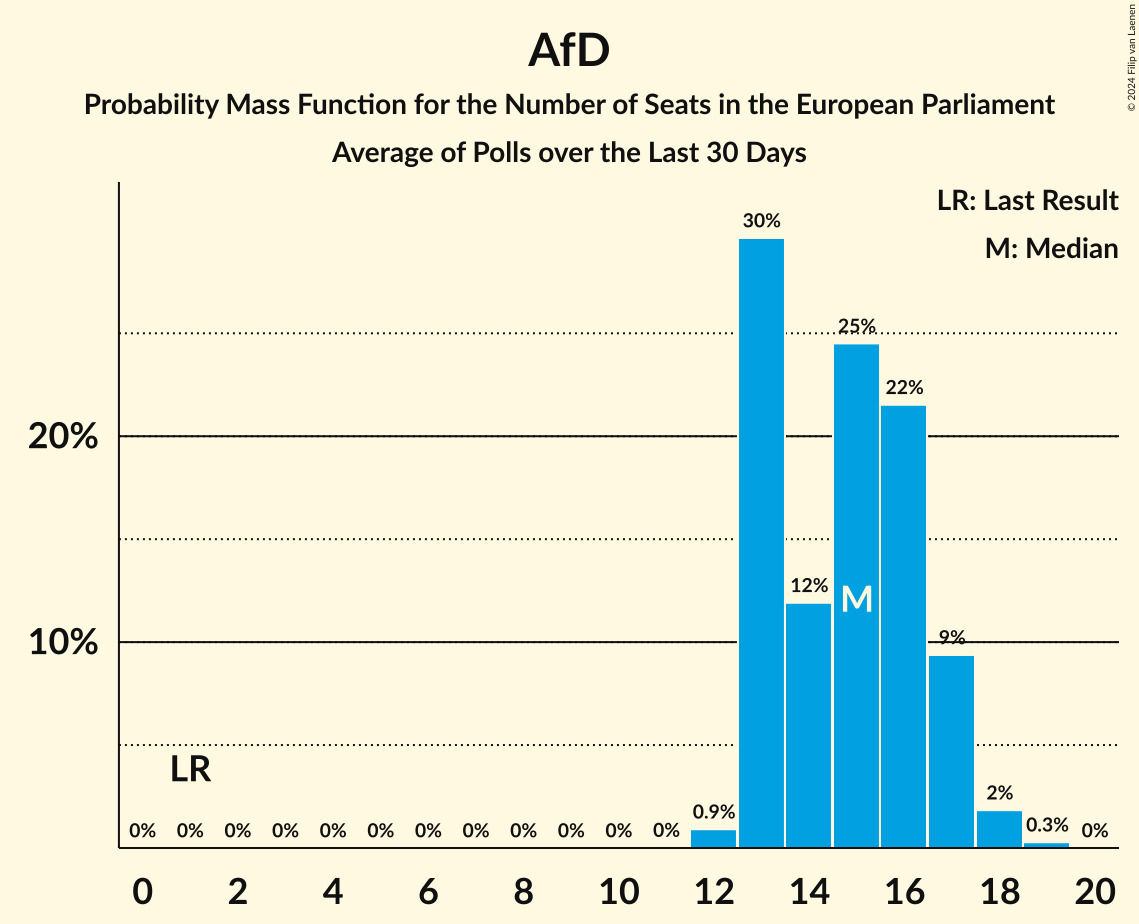 AfD
Probability Mass Function for the Number of Seats in the European Parliament
Average of Polls over the Last 30 Days
© 2024 Filip van Laenen
LR: Last Result
M: Median
30%
25%
22%
20%
12%
M
10%
9%
LR
2%
0% 0% 0% 0% 0% 0% 0% 0% 0% 0% 0% 0% 0.9% 0.3% 0%
0 2 4 6 8 10 12 14 16 18 20